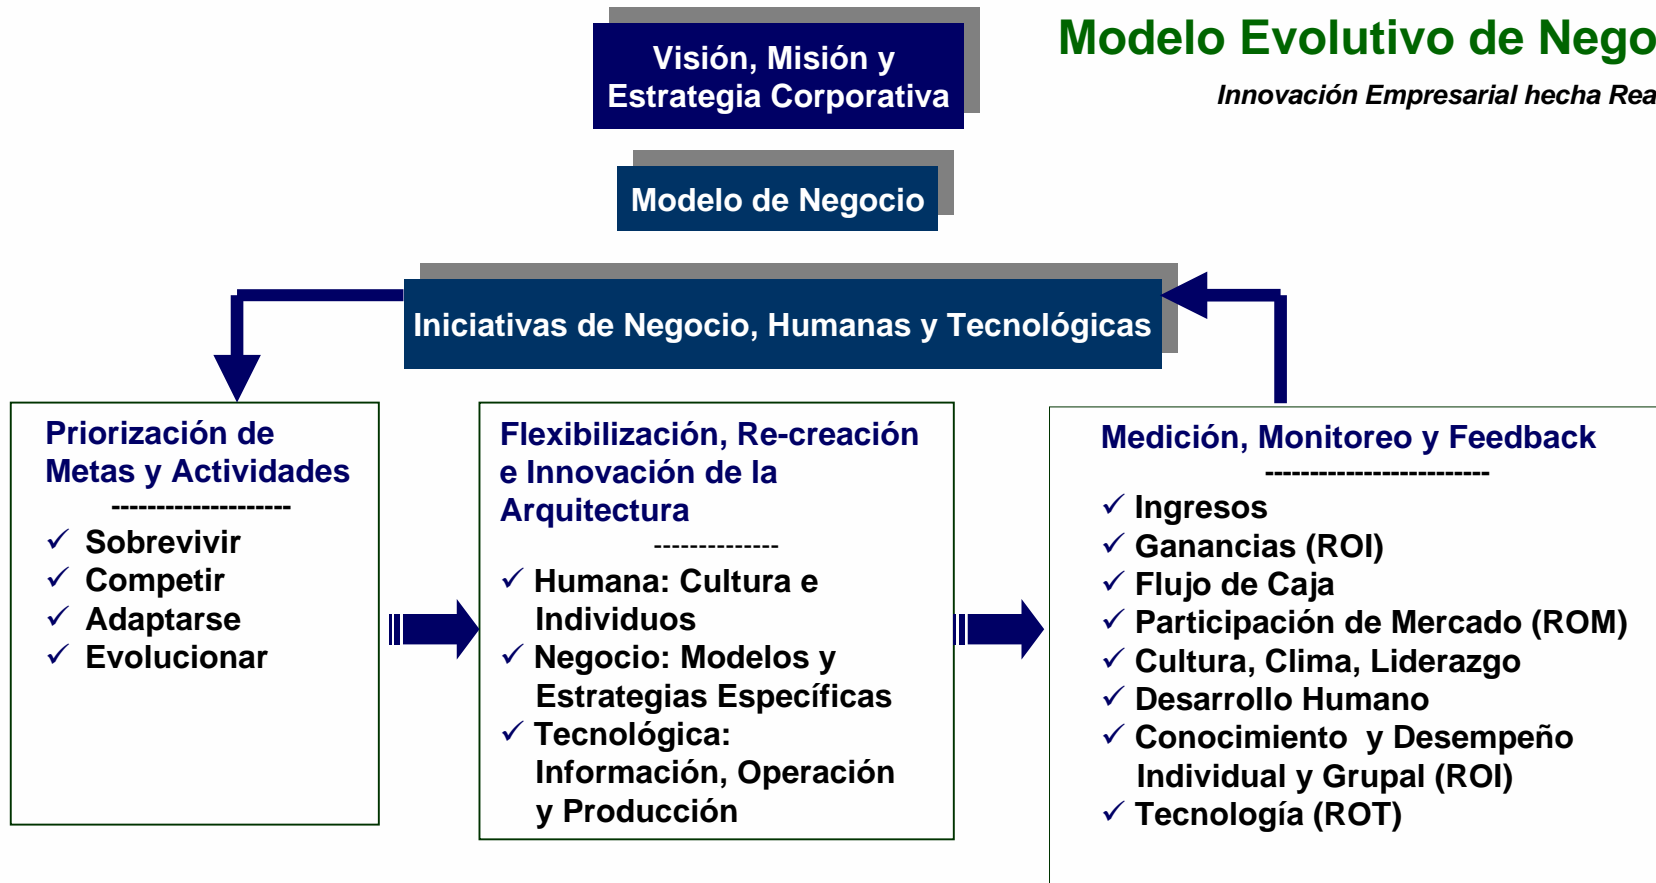 Modelo Evolutivo de Nego
Innovación Empresarial hecha Rea
Visión, Misión y
Estrategia Corporativa
Modelo de Negocio
Iniciativas de Negocio, Humanas y Tecnológicas
Priorización de
Metas y Actividades
--------------------
✓ Sobrevivir
✓ Competir
✓ Adaptarse
✓ Evolucionar
Flexibilización, Re-creación
e Innovación de la
Arquitectura
--------------
✓ Humana: Cultura e
Individuos
✓ Negocio: Modelos y
Estrategias Específicas
✓ Tecnológica:
Información, Operación
y Producción
Medición, Monitoreo y Feedback
-------------------------
✓ Ingresos
✓ Ganancias (ROI)
✓ Flujo de Caja
✓ Participación de Mercado (ROM)
✓ Cultura, Clima, Liderazgo
✓ Desarrollo Humano
✓ Conocimiento  y Desempeño
Individual y Grupal (ROI)
✓ Tecnología (ROT)